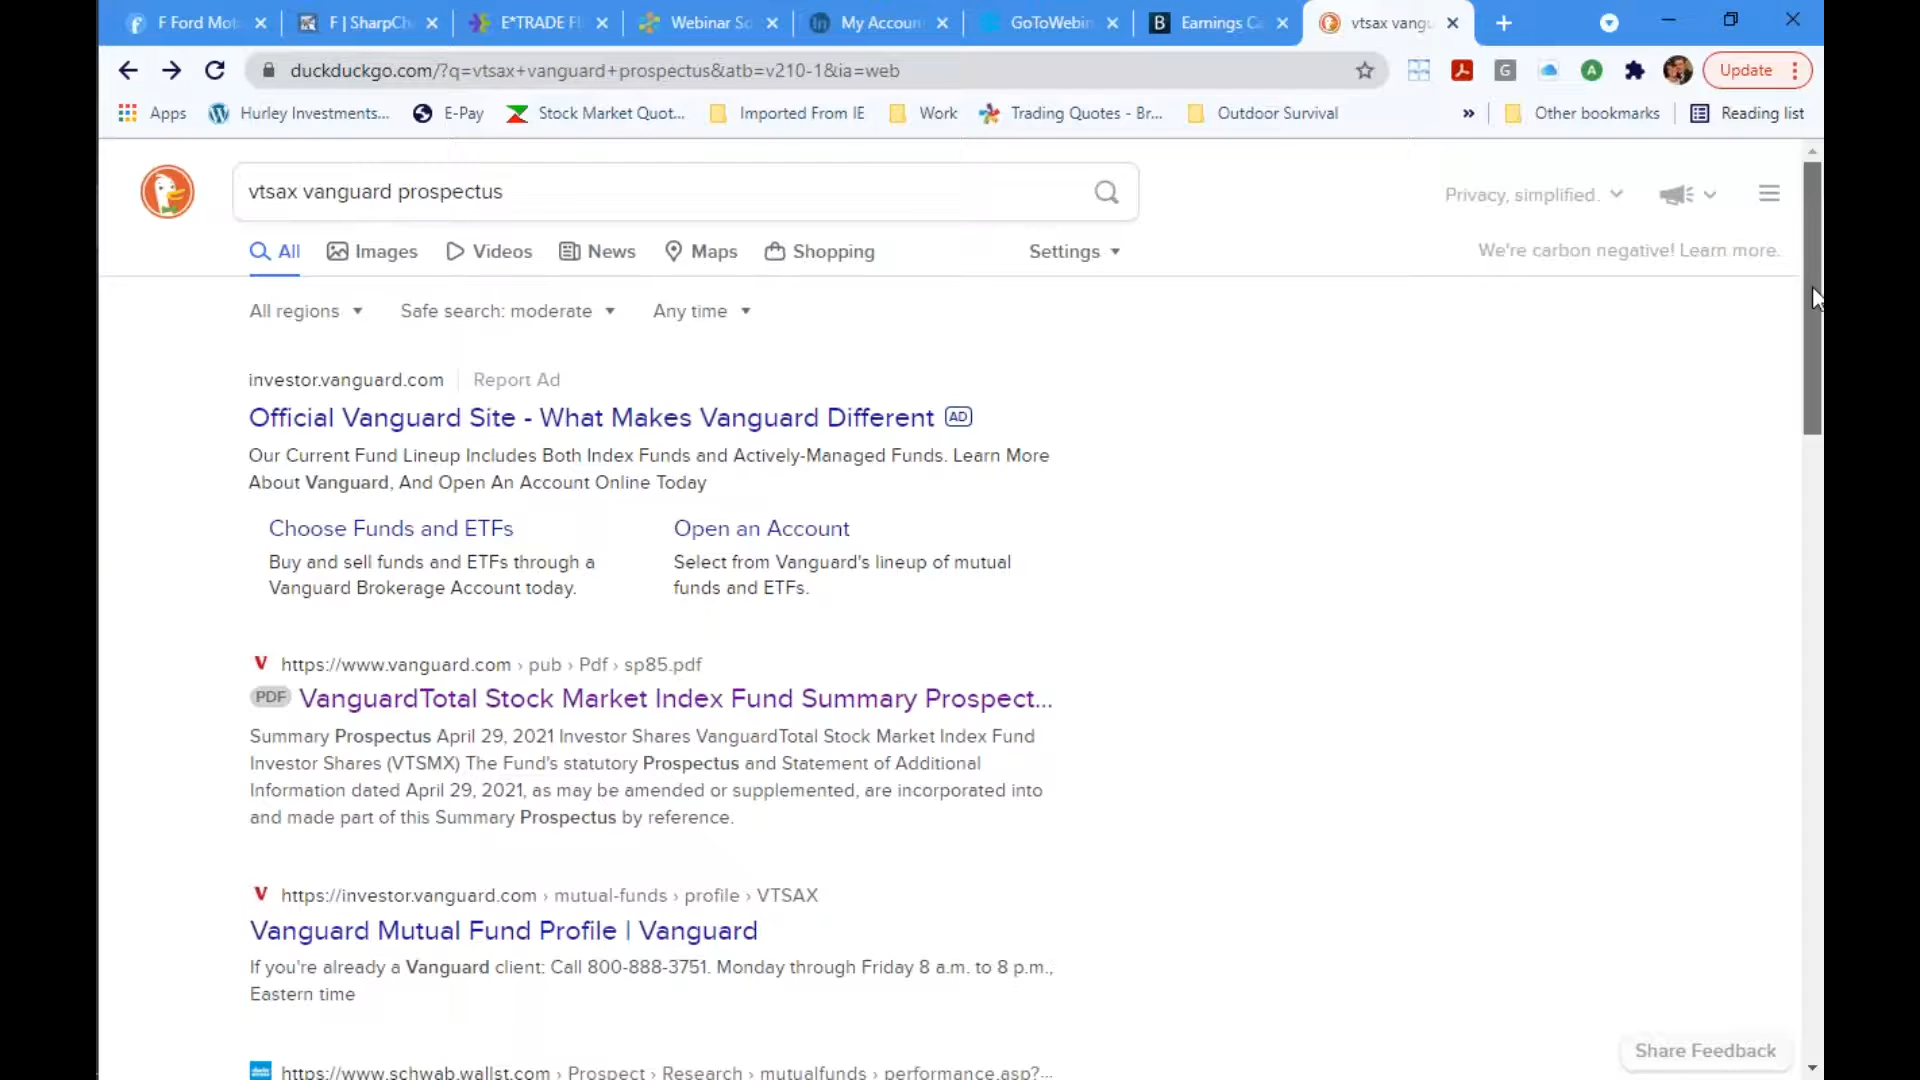 F Ford Mot
F | SharpCh
E*TRADE FI
Webinar Sc
in My Accoun
GoToWebin
B Earnings Ca
vtsax vangu
duckduckgo.com/?q=vtsax+vanguard+prospectus&atb=v210-1&ia=web
G
A
Update
Apps
Hurley Investments...
E-Pay
Stock Market Quot...
Imported From IE
Work
Trading Quotes - Br...
Outdoor Survival
»
Other bookmarks
Reading list
vtsax vanguard prospectus
Privacy, simplified.
All
Images
Videos
News
Maps
Shopping
Settings
We're carbon negative! Learn more.
All regions
Safe search: moderate
Any time
investor.vanguard.com
Report Ad
Official Vanguard Site - What Makes Vanguard Different AD
Our Current Fund Lineup Includes Both Index Funds and Actively-Managed Funds. Learn More
About Vanguard, And Open An Account Online Today
Choose Funds and ETFs
Buy and sell funds and ETFs through a
Vanguard Brokerage Account today.
Open an Account
Select from Vanguard's lineup of mutual
funds and ETFs.
V https://www.vanguard.com › pub › Pdf › sp85.pdf
PDF VanguardTotal Stock Market Index Fund Summary Prospect...
Summary Prospectus April 29, 2021 Investor Shares VanguardTotal Stock Market Index Fund
Investor Shares (VTSMX) The Fund's statutory Prospectus and Statement of Additional
Information dated April 29, 2021, as may be amended or supplemented, are incorporated into
and made part of this Summary Prospectus by reference.
V https://investor.vanguard.com › mutual-funds › profile › VTSAX
Vanguard Mutual Fund Profile | Vanguard
If you're already a Vanguard client: Call 800-888-3751. Monday through Friday 8 a.m. to 8 p.m.,
Eastern time
Share Feedback
https://www.schwab.wallst.com › Prospect › Research › mutualfunds › performance.asp?...